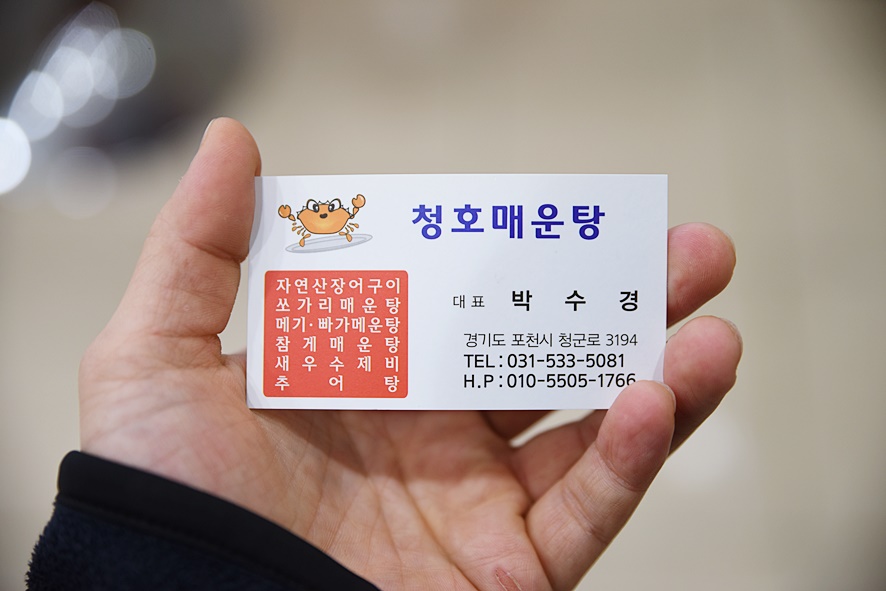 청호매운탕
자연산장어구이
쏘가리매운탕
메기·빠가메운탕
참게매운탕
새우수제비
추어탕
대표 박수경
경기도 포천시 청군로 3194
TEL : 031-533-5081
H.P : 010-5505-1766